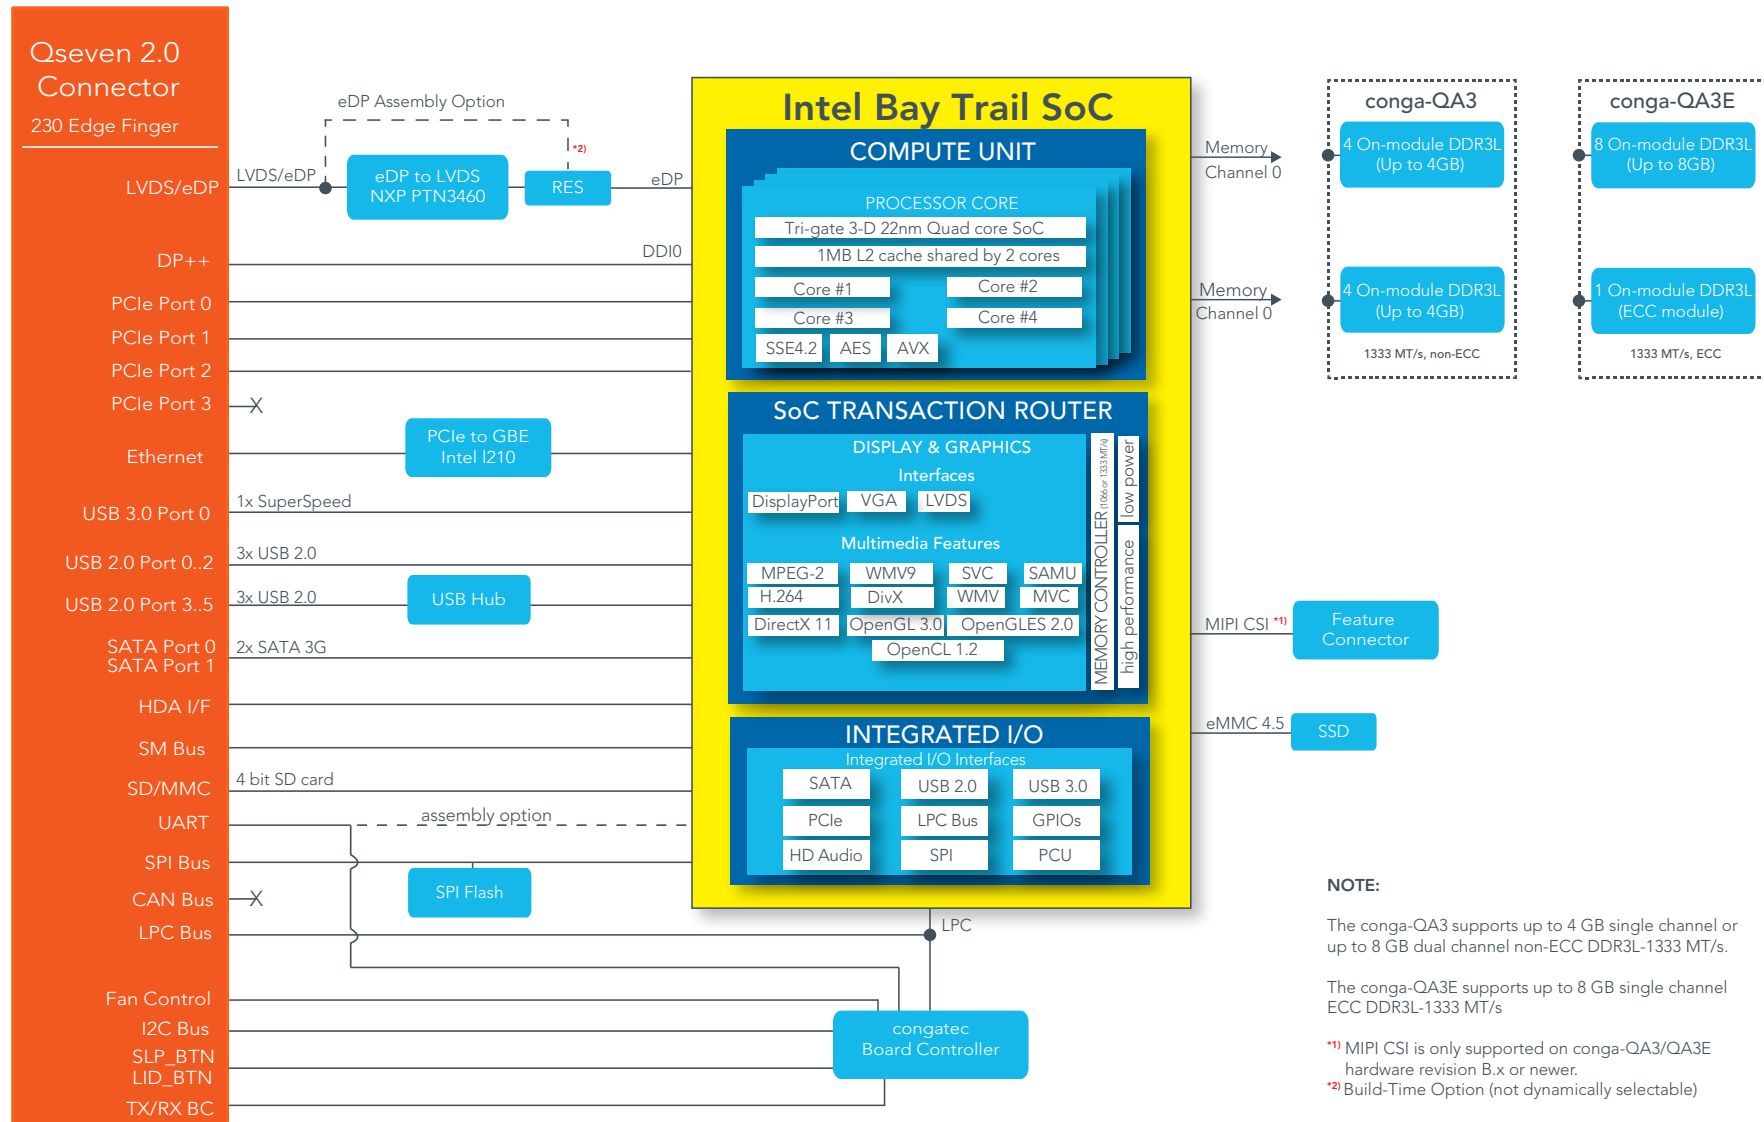 Qseven 2.0
Connector
230 Edge Finger
LVDS/eDP
DP++
PCIe Port 0
PCIe Port 1
PCIe Port 2
PCIe Port 3
Ethernet
USB 3.0 Port 0
USB 2.0 Port 0..2
USB 2.0 Port 3..5
SATA Port 0
SATA Port 1
HDA I/F
SM Bus
SD/MMC
UART
SPI Bus
CAN Bus
LPC Bus
Fan Control
I2C Bus
SLP_BTN
LID_BTN
TX/RX BC
eDP Assembly Option
*2)
LVDS/eDP
eDP to LVDS
NXP PTN3460
RES
eDP
DDI0
X
PCIe to GBE
Intel I210
1x SuperSpeed
3x USB 2.0
3x USB 2.0
USB Hub
2x SATA 3G
4 bit SD card
assembly option
SPI Flash
X
LPC
congatec
Board Controller
Intel Bay Trail SoC
COMPUTE UNIT
PROCESSOR CORE
Tri-gate 3-D 22nm Quad core SoC
1MB L2 cache shared by 2 cores
Core #1
Core #2
Core #3
Core #4
SSE4.2
AES
AVX
SoC TRANSACTION ROUTER
DISPLAY & GRAPHICS
Interfaces
DisplayPort
VGA
LVDS
Multimedia Features
MPEG-2
WMV9
SVC
SAMU
H.264
DivX
WMV
MVC
DirectX 11
OpenGL 3.0
OpenGLES 2.0
OpenCL 1.2
MEMORY CONTROLLER (1066 or 1333 MT/s)
low power
high performance
INTEGRATED I/O
Integrated I/O Interfaces
SATA
USB 2.0
USB 3.0
PCIe
LPC Bus
GPIOs
HD Audio
SPI
PCU
Memory
Channel 0
Memory
Channel 0
MIPI CSI *1)
Feature
Connector
eMMC 4.5
SSD
conga-QA3
4 On-module DDR3L
(Up to 4GB)
4 On-module DDR3L
(Up to 4GB)
1333 MT/s, non-ECC
conga-QA3E
8 On-module DDR3L
(Up to 8GB)
1 On-module DDR3L
(ECC module)
1333 MT/s, ECC
NOTE:
The conga-QA3 supports up to 4 GB single channel or
up to 8 GB dual channel non-ECC DDR3L-1333 MT/s.
The conga-QA3E supports up to 8 GB single channel
ECC DDR3L-1333 MT/s
*1) MIPI CSI is only supported on conga-QA3/QA3E
hardware revision B.x or newer.
*2) Build-Time Option (not dynamically selectable)